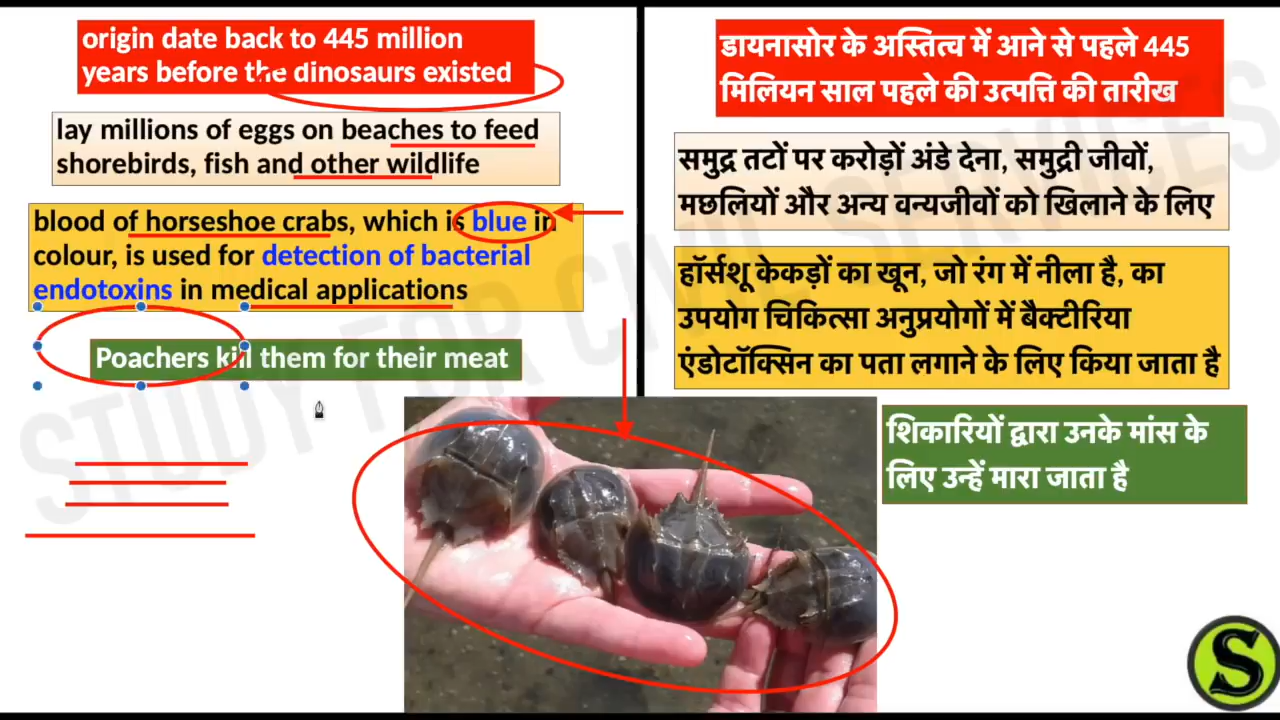 origin date back to 445 million
years before the dinosaurs existed
lay millions of eggs on beaches to feed
shorebirds, fish and other wildlife
blood of horseshoe crabs, which is blue in
colour, is used for detection of bacterial
endotoxins in medical applications
Poachers kill them for their meat
डायनासोर के अस्तित्व में आने से पहले 445
मिलियन साल पहले की उत्पत्ति की तारीख
समुद्र तटों पर करोड़ों अंडे देना, समुद्री जीवों,
मछलियों और अन्य वन्यजीवों को खिलाने के लिए
हॉर्सशू केकड़ों का खून, जो रंग में नीला है, का
उपयोग चिकित्सा अनुप्रयोगों में बैक्टीरिया
एंडोटॉक्सिन का पता लगाने के लिए किया जाता है
शिकारियों द्वारा उनके मांस के
लिए उन्हें मारा जाता है
STUDY FOR CIVIL SERVICES
S